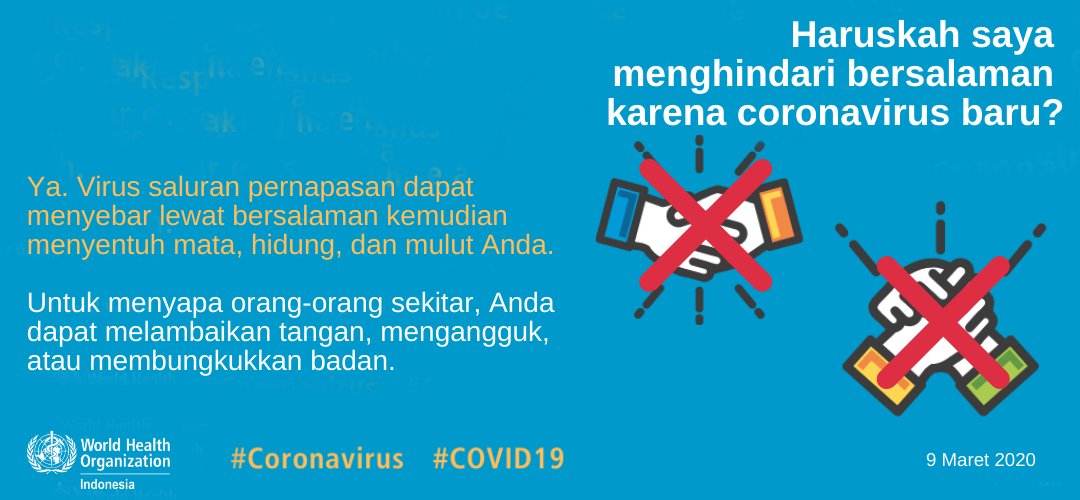 Haruskah saya
menghindari bersalaman
karena coronavirus baru?
Ya. Virus saluran pernapasan dapat
menyebar lewat bersalaman kemudian
menyentuh mata, hidung, dan mulut Anda.
Untuk menyapa orang-orang sekitar, Anda
dapat melambaikan tangan, mengangguk,
atau membungkukkan badan.
World Health
Organization
Indonesia
#Coronavirus #COVID19
9 Maret 2020